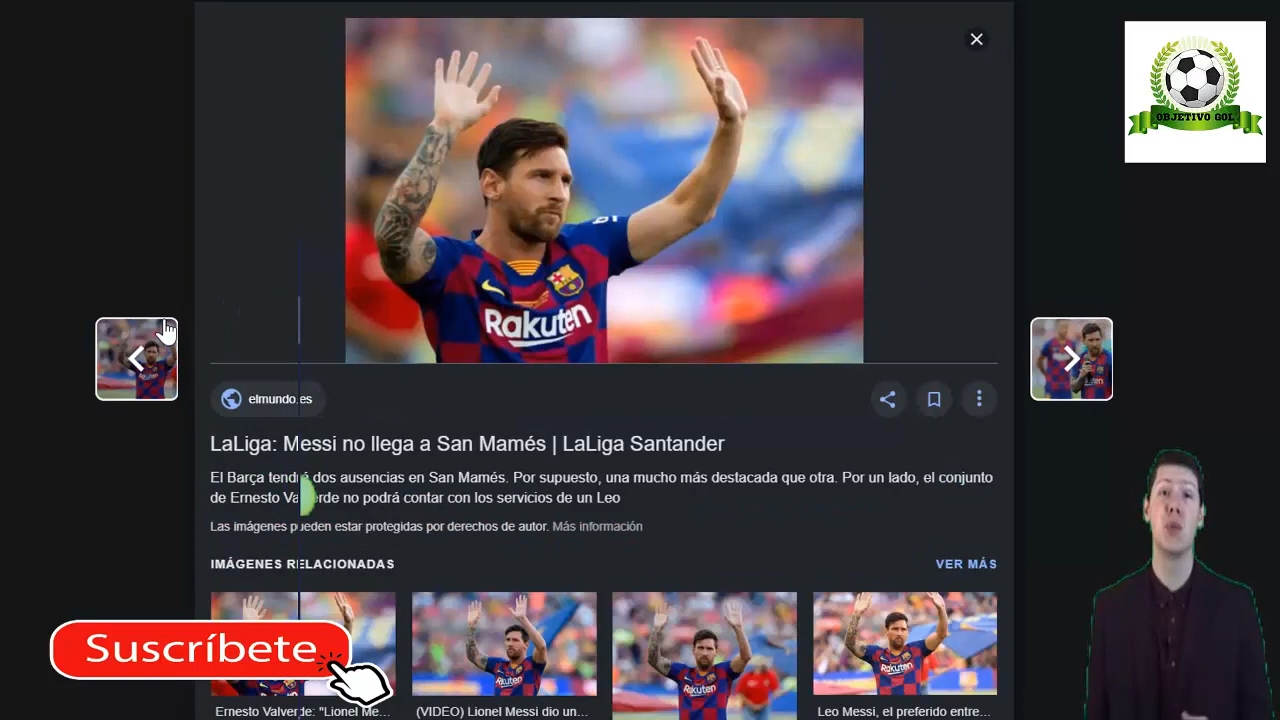 OBJETIVO GOL
Rakuten
elmundo.es
LaLiga: Messi no llega a San Mamés | LaLiga Santander
El Barça tendrá dos ausencias en San Mamés. Por supuesto, una mucho más destacada que otra. Por un lado, el conjunto
de Ernesto Valverde no podrá contar con los servicios de un Leo
Las imágenes pueden estar protegidas por derechos de autor. Más información
IMÁGENES RELACIONADAS
VER MÁS
Rakuten
Rakuten
Rakuten
Suscríbete
Ernesto Valverde: "Lionel Me...
(VIDEO) Lionel Messi dio un...
Leo Messi, el preferido entre...